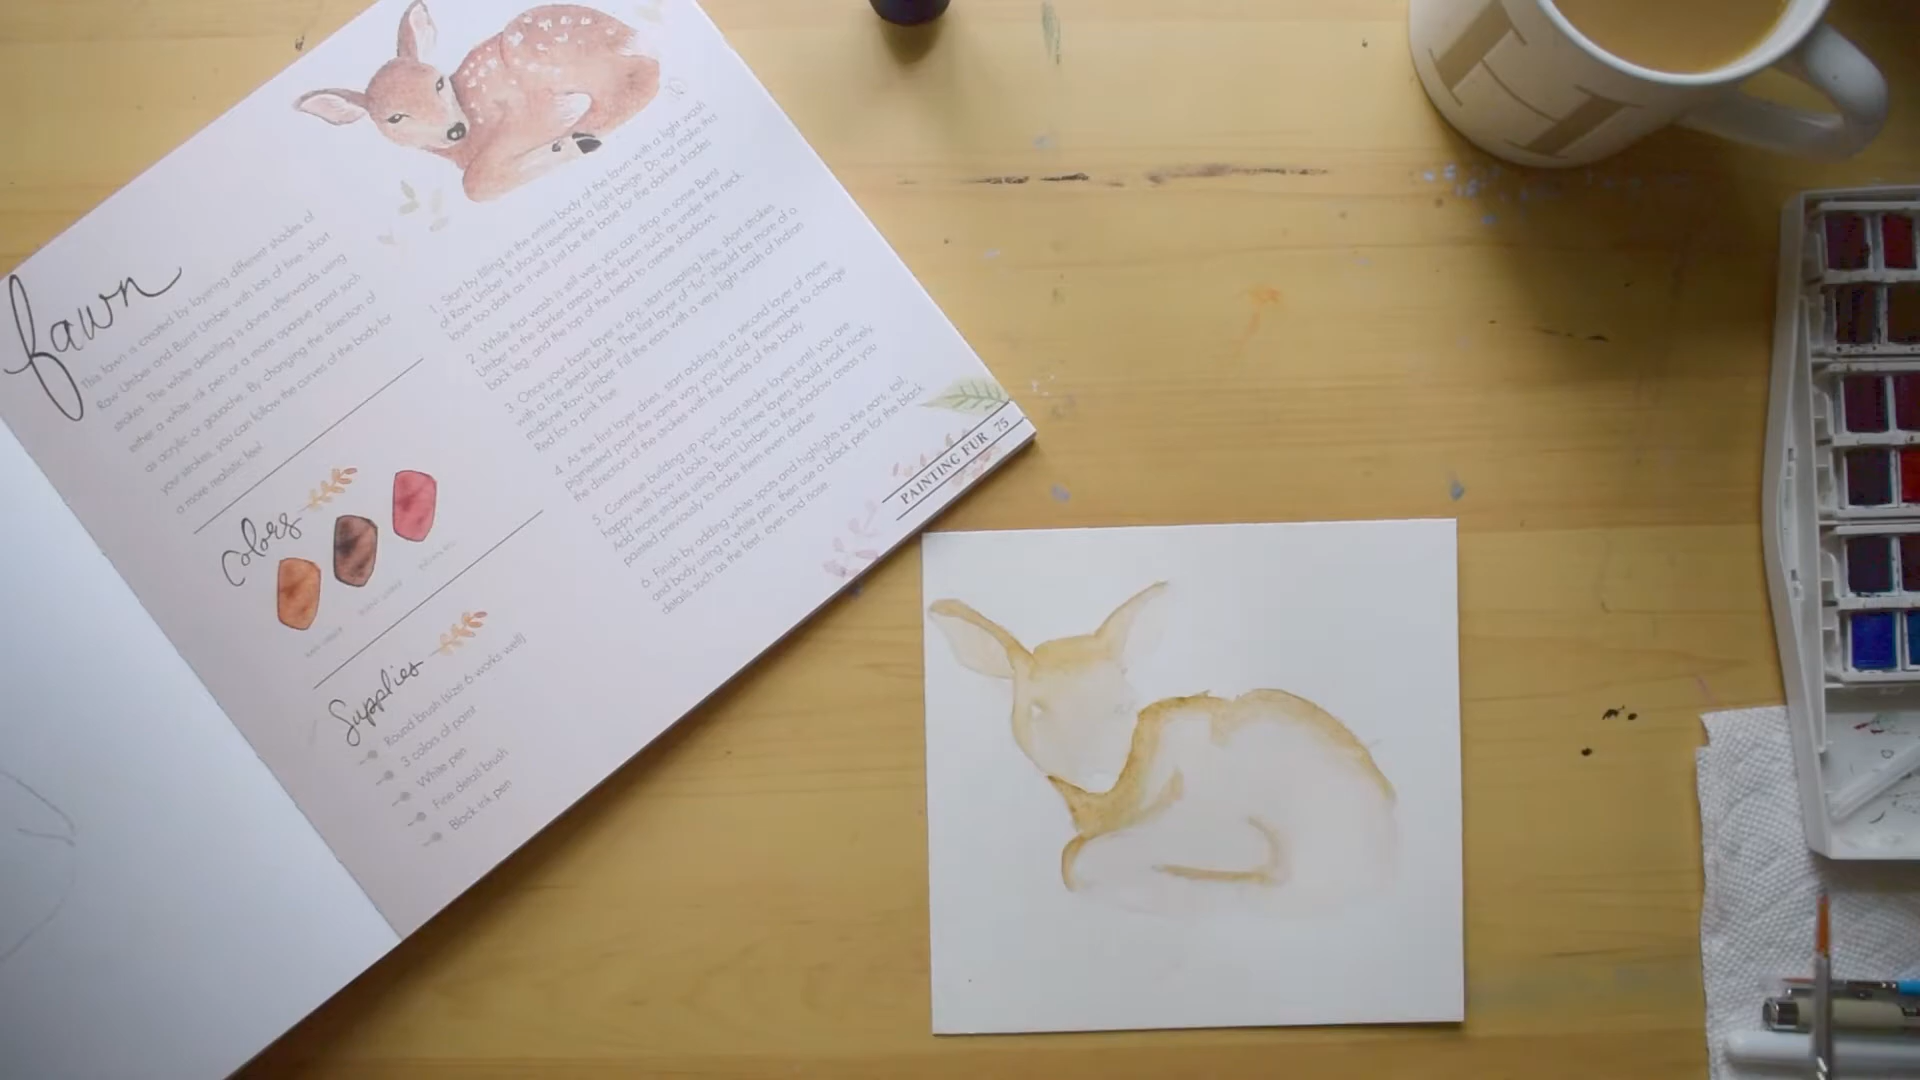 fawn
This fawn is created by layering different shades of
Raw Umber and Burnt Umber with lots of fine, short
strokes. The white detailing is done afterwards using
either a white ink pen or a more opaque paint such
as acrylic or gouache. By changing the direction of
your strokes, you can follow the curves of the body for
a more realistic feel.
Colors
Supplies
Round brush (size 6 works well)
3 colors of paint
White pen
Fine detail brush
Black ink pen
1. Start by filling in the entire body of the fawn with a light wash
of Raw Umber. It should resemble a light beige. Do not make this
layer too dark as it will just be the base for the darker shades
2. While that wash is still wet, you can drop in some Burnt
Umber to the darker areas of the fawn such as under the neck,
back leg, and the top of the head to create shadows.
3. Once your base layer is dry, start creating fine, short strokes
with a fine detail brush. The first layer of "fur" should be more of a
midtone Raw Umber. Fill the ears with a very light wash of Indian
Red for a pink hue.
4. As the first layer dries, start adding in a second layer of more
pigmented paint the same way you just did. Remember to change
the direction of the strokes with the bends of the body.
5. Continue building up your short stroke layers until you are
happy with how it looks. Two to three layers should work nicely.
Add more strokes using Burnt Umber to the shadow areas you
painted previously to make them even darker.
6. Finish by adding white spots and highlights to the ears, tail,
and body using a white pen, then use a black pen for the black
details such as the feet, eyes and nose.
PAINTING FUR 75